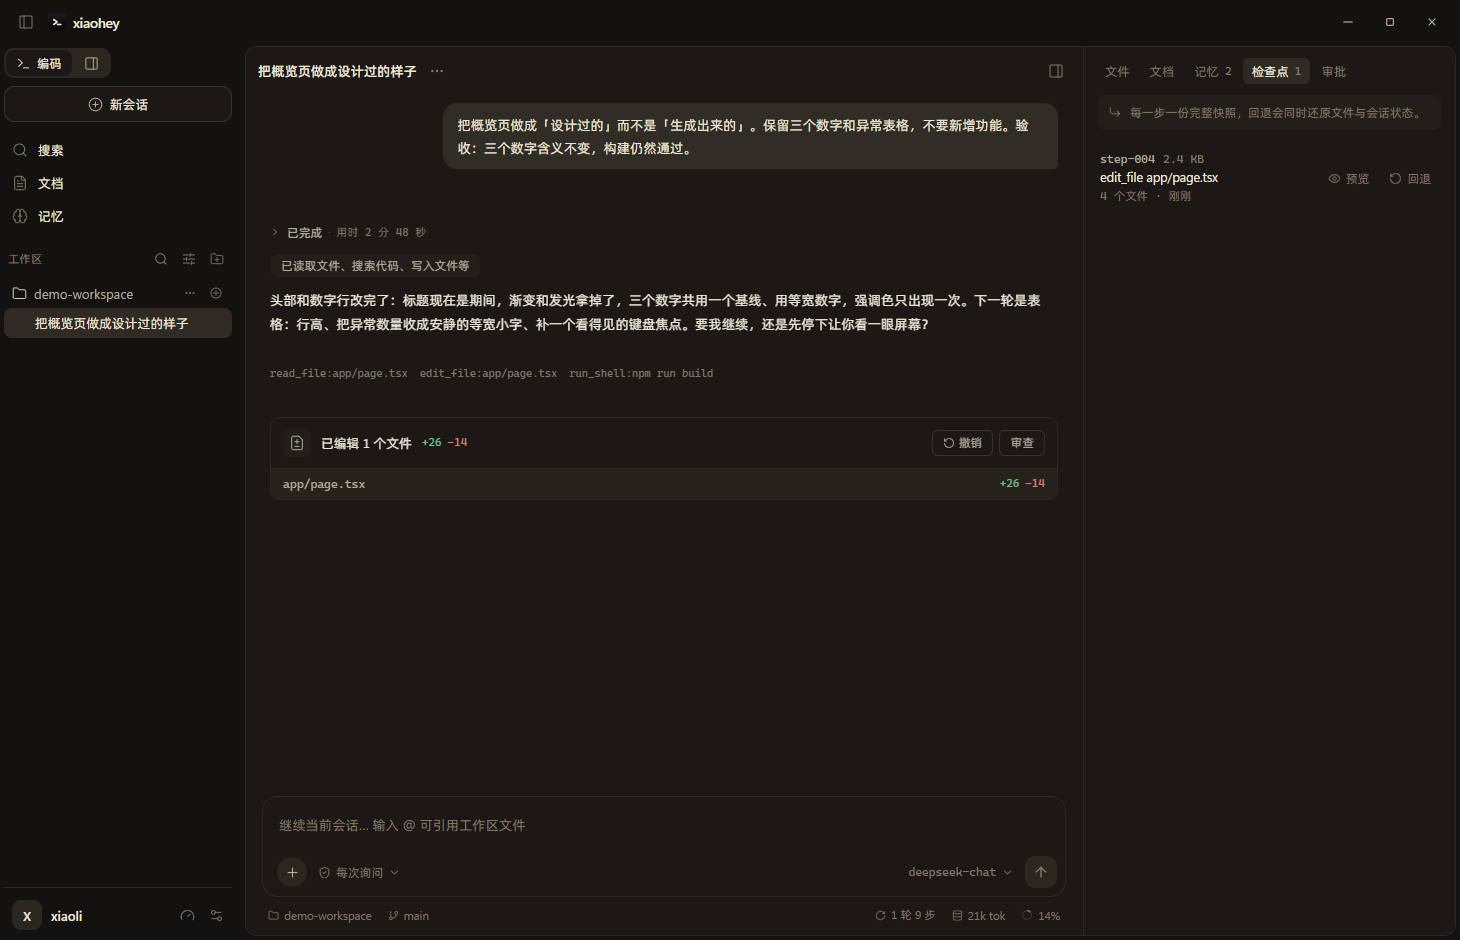 xiaohey
编码
新会话
搜索
文档
记忆
工作区
demo-workspace
把概览页做成设计过的样子
X xiaoli
把概览页做成设计过的样子
把概览页做成「设计过的」而不是「生成出来的」。保留三个数字和异常表格，不要新增功能。验
收：三个数字含义不变，构建仍然通过。
已完成 · 用时 2 分 48 秒
已读取文件、搜索代码、写入文件等
头部和数字行改完了：标题现在是期间，渐变和发光拿掉了，三个数字共用一个基线、用等宽数字，强调色只出现一次。下一轮是表
格：行高、把异常数量收成安静的等宽小字、补一个看得见的键盘焦点。要我继续，还是先停下让你看一眼屏幕？
read_file:app/page.tsx edit_file:app/page.tsx run_shell:npm run build
已编辑 1 个文件 +26 −14 撤销 审查
app/page.tsx +26 −14
继续当前会话... 输入 @ 可引用工作区文件
每次询问 deepseek-chat
demo-workspace main 1 轮 9 步 21k tok 14%
文件 文档 记忆 2 检查点 1 审批
每一步一份完整快照，回退会同时还原文件与会话状态。
step-004 2.4 KB
edit_file app/page.tsx 预览 回退
4 个文件 · 刚刚